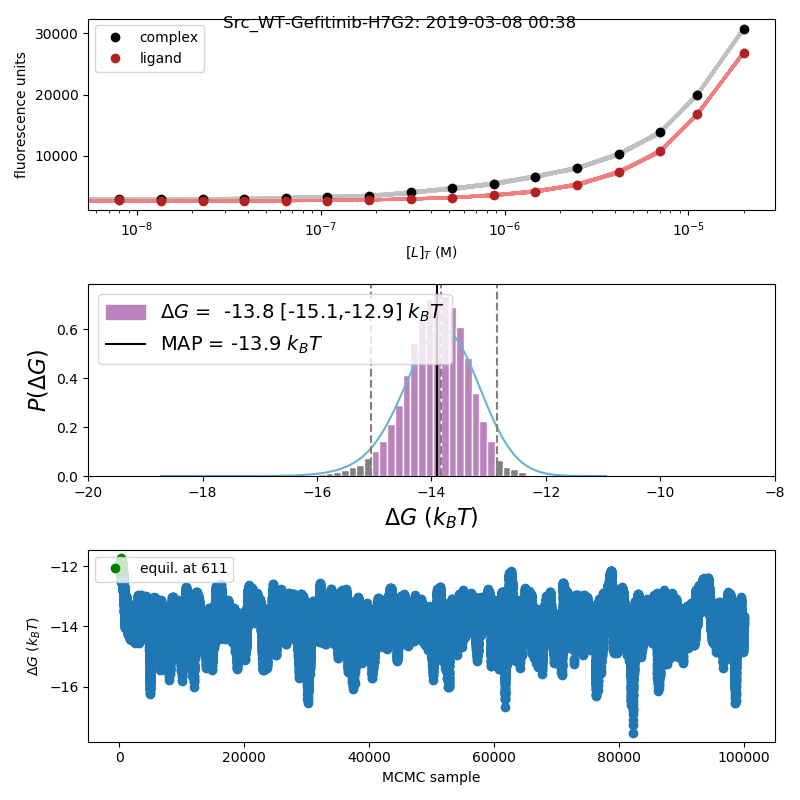 Src_WT-Gefitinib-H7G2: 2019-03-08 00:38
complex
ligand
fluorescence units
30000
20000
10000
10⁻⁸ 10⁻⁷ 10⁻⁶ 10⁻⁵
[L]_T (M)
ΔG = -13.8 [-15.1,-12.9] k_BT
MAP = -13.9 k_BT
P(ΔG)
0.6
0.4
0.2
0.0
−20 −18 −16 −14 −12 −10 −8
ΔG (k_BT)
equil. at 611
ΔG (k_BT)
−12
−14
−16
0 20000 40000 60000 80000 100000
MCMC sample